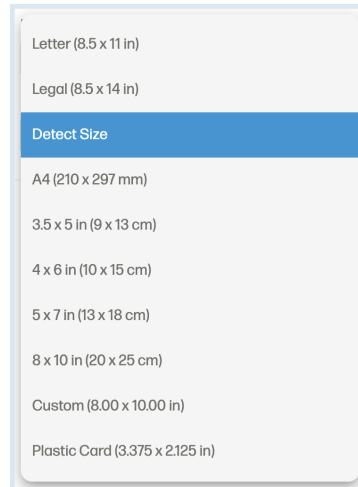 Letter (8.5 x 11 in)
Legal (8.5 x 14 in)
Detect Size
A4 (210 x 297 mm)
3.5 x 5 in (9 x 13 cm)
4 x 6 in (10 x 15 cm)
5 x 7 in (13 x 18 cm)
8 x 10 in (20 x 25 cm)
Custom (8.00 x 10.00 in)
Plastic Card (3.375 x 2.125 in)